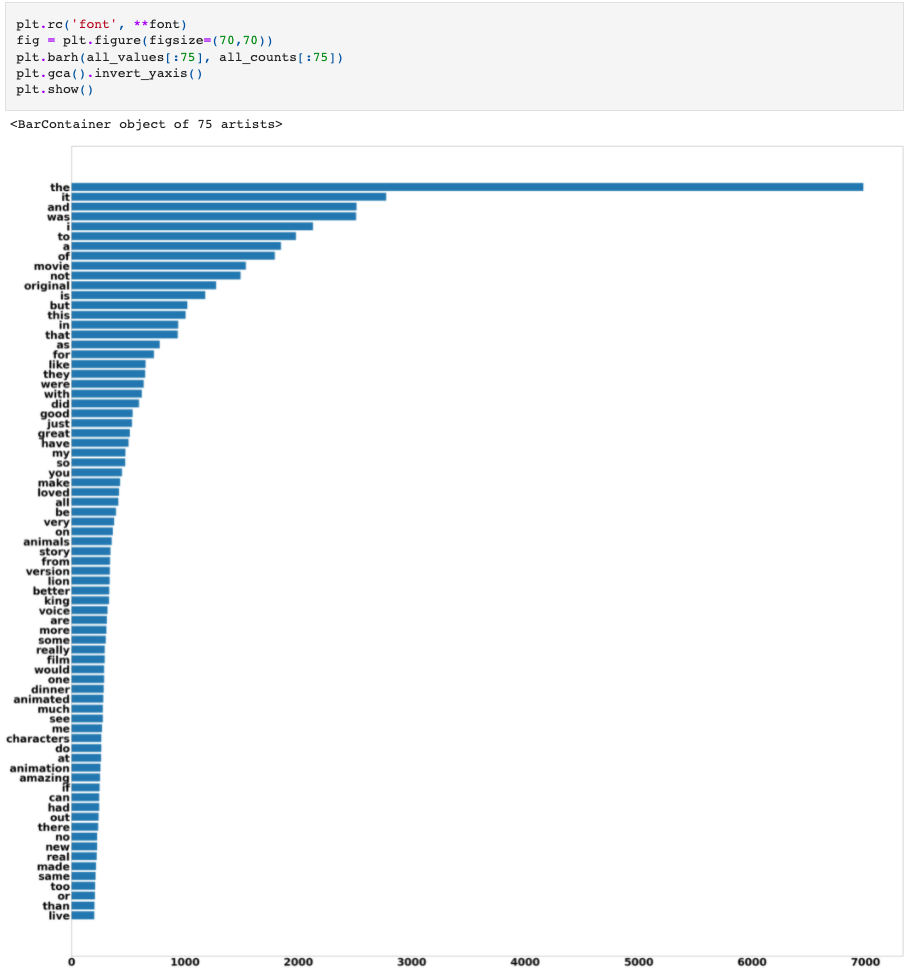 plt.rc('font', **font)
fig = plt.figure(figsize=(70,70))
plt.barh(all_values[:75], all_counts[:75])
plt.gca().invert_yaxis()
plt.show()
<BarContainer object of 75 artists>
the
it
and
was
i
to
a
of
movie
not
original
is
but
this
in
that
as
for
like
they
were
with
did
good
just
great
have
my
so
you
make
loved
all
be
very
on
animals
story
from
version
lion
better
king
voice
are
more
some
really
film
would
one
dinner
animated
much
see
me
characters
do
at
animation
amazing
if
can
had
out
there
no
new
real
made
same
too
or
than
live
0 1000 2000 3000 4000 5000 6000 7000